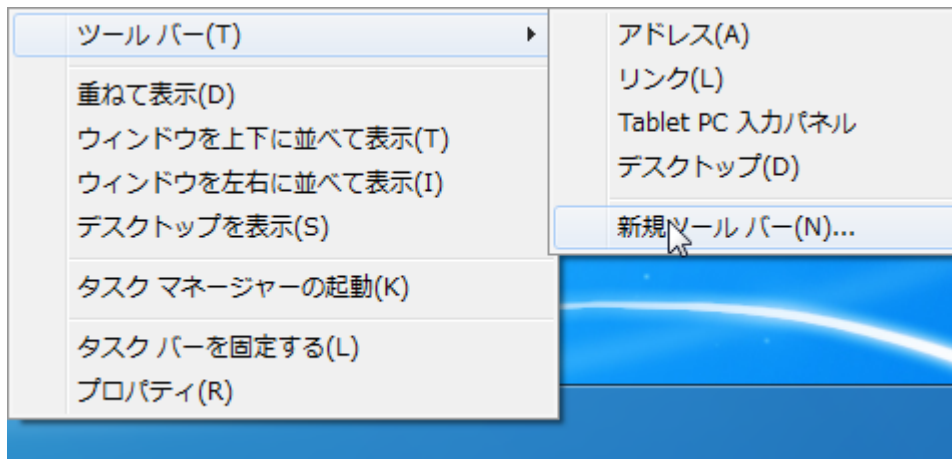 ツール バー(T)
重ねて表示(D)
ウィンドウを上下に並べて表示(T)
ウィンドウを左右に並べて表示(I)
デスクトップを表示(S)
タスク マネージャーの起動(K)
タスク バーを固定する(L)
プロパティ(R)
アドレス(A)
リンク(L)
Tablet PC 入力パネル
デスクトップ(D)
新規ツール バー(N)...